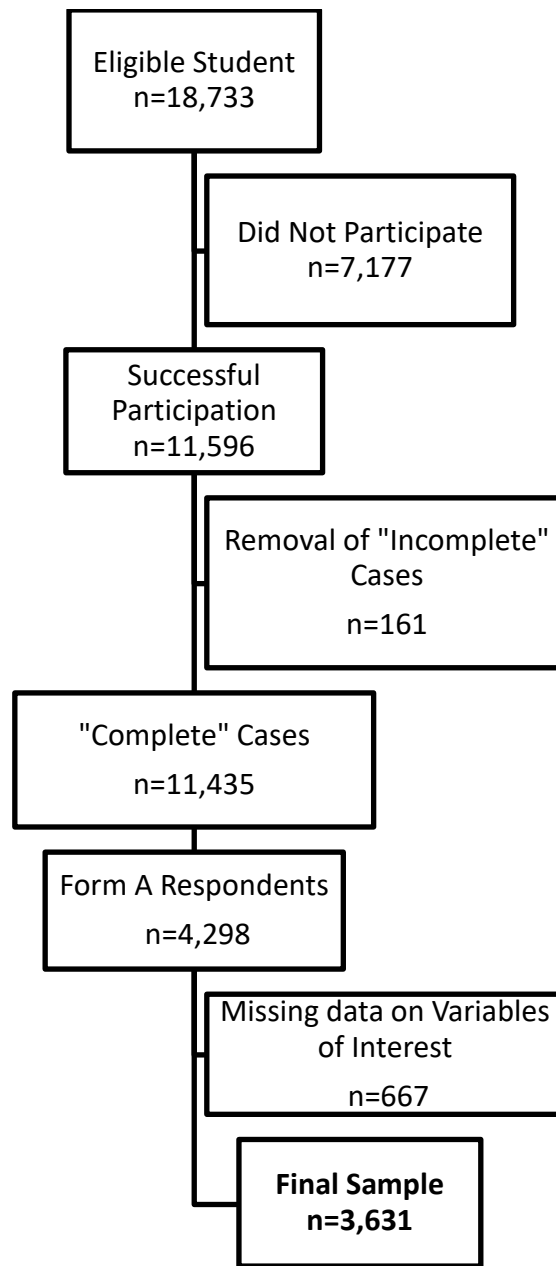 Eligible Student
n=18,733
Did Not Participate
n=7,177
Successful
Participation
n=11,596
Removal of "Incomplete"
Cases
n=161
"Complete" Cases
n=11,435
Form A Respondents
n=4,298
Missing data on Variables
of Interest
n=667
Final Sample
n=3,631